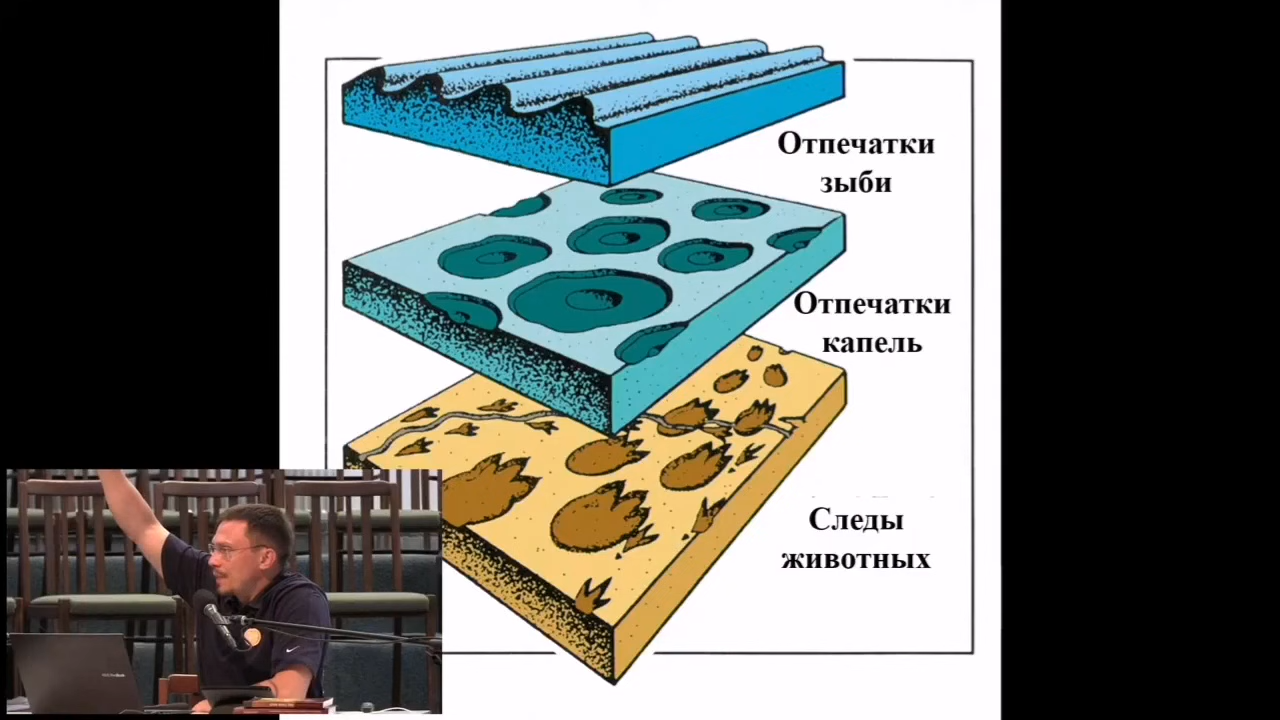 Отпечатки
зыби
Отпечатки
капель
Следы
животных